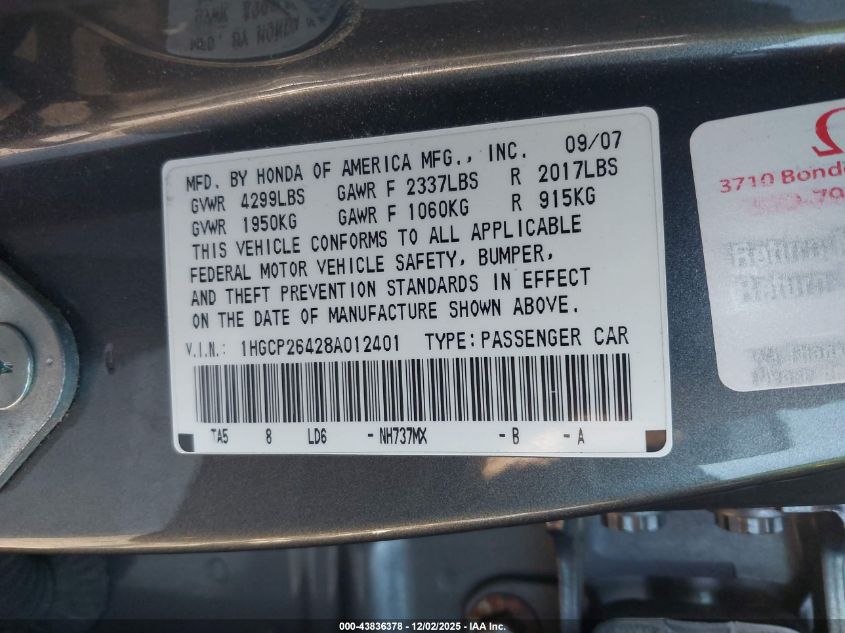 MFD. BY HONDA OF AMERICA MFG., INC. 09/07
GVWR 4299LBS GAWR F 2337LBS R 2017LBS
GVWR 1950KG GAWR F 1060KG R 915KG
THIS VEHICLE CONFORMS TO ALL APPLICABLE
FEDERAL MOTOR VEHICLE SAFETY, BUMPER,
AND THEFT PREVENTION STANDARDS IN EFFECT
ON THE DATE OF MANUFACTURE SHOWN ABOVE.
V.I.N.: 1HGCP26428A012401 TYPE: PASSENGER CAR
TA5 8 LD6 -NH737MX -B -A
3710
000-43836378 - 12/02/2025 - IAA Inc.